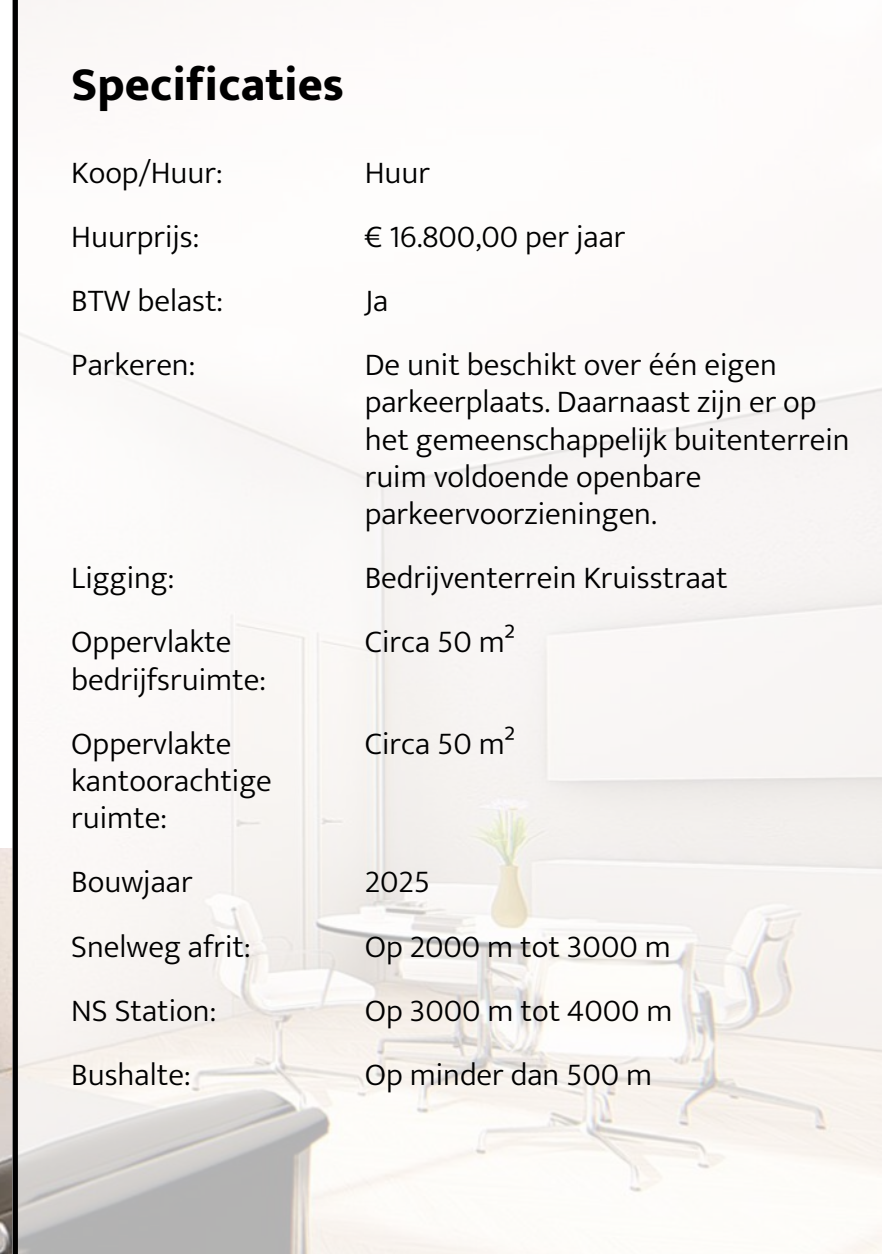 Specificaties
Koop/Huur: Huur
Huurprijs: € 16.800,00 per jaar
BTW belast: Ja
Parkeren: De unit beschikt over één eigen
parkeerplaats. Daarnaast zijn er op
het gemeenschappelijk buitenterrein
ruim voldoende openbare
parkeervoorzieningen.
Ligging: Bedrijventerrein Kruisstraat
Oppervlakte Circa 50 m²
bedrijfsruimte:
Oppervlakte Circa 50 m²
kantoorachtige
ruimte:
Bouwjaar 2025
Snelweg afrit: Op 2000 m tot 3000 m
NS Station: Op 3000 m tot 4000 m
Bushalte: Op minder dan 500 m